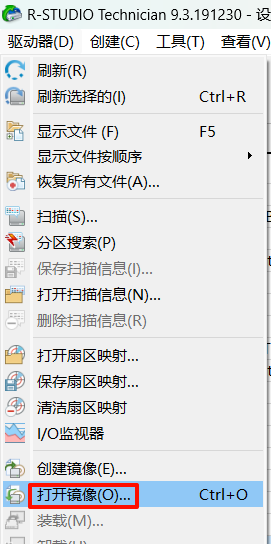 R-STUDIO Technician 9.3.191230 - 设
驱动器(D) 创建(C) 工具(T) 查看(V)
刷新(R)
刷新选择的(I) Ctrl+R
显示文件 (F) F5
显示文件按顺序
恢复所有文件(A)...
扫描(S)...
分区搜索(P)
保存扫描信息(I)...
打开扫描信息(N)...
删除扫描信息(R)
打开扇区映射...
保存扇区映射...
清洁扇区映射
I/O监视器
创建镜像(E)...
打开镜像(O)... Ctrl+O
装载(M)...